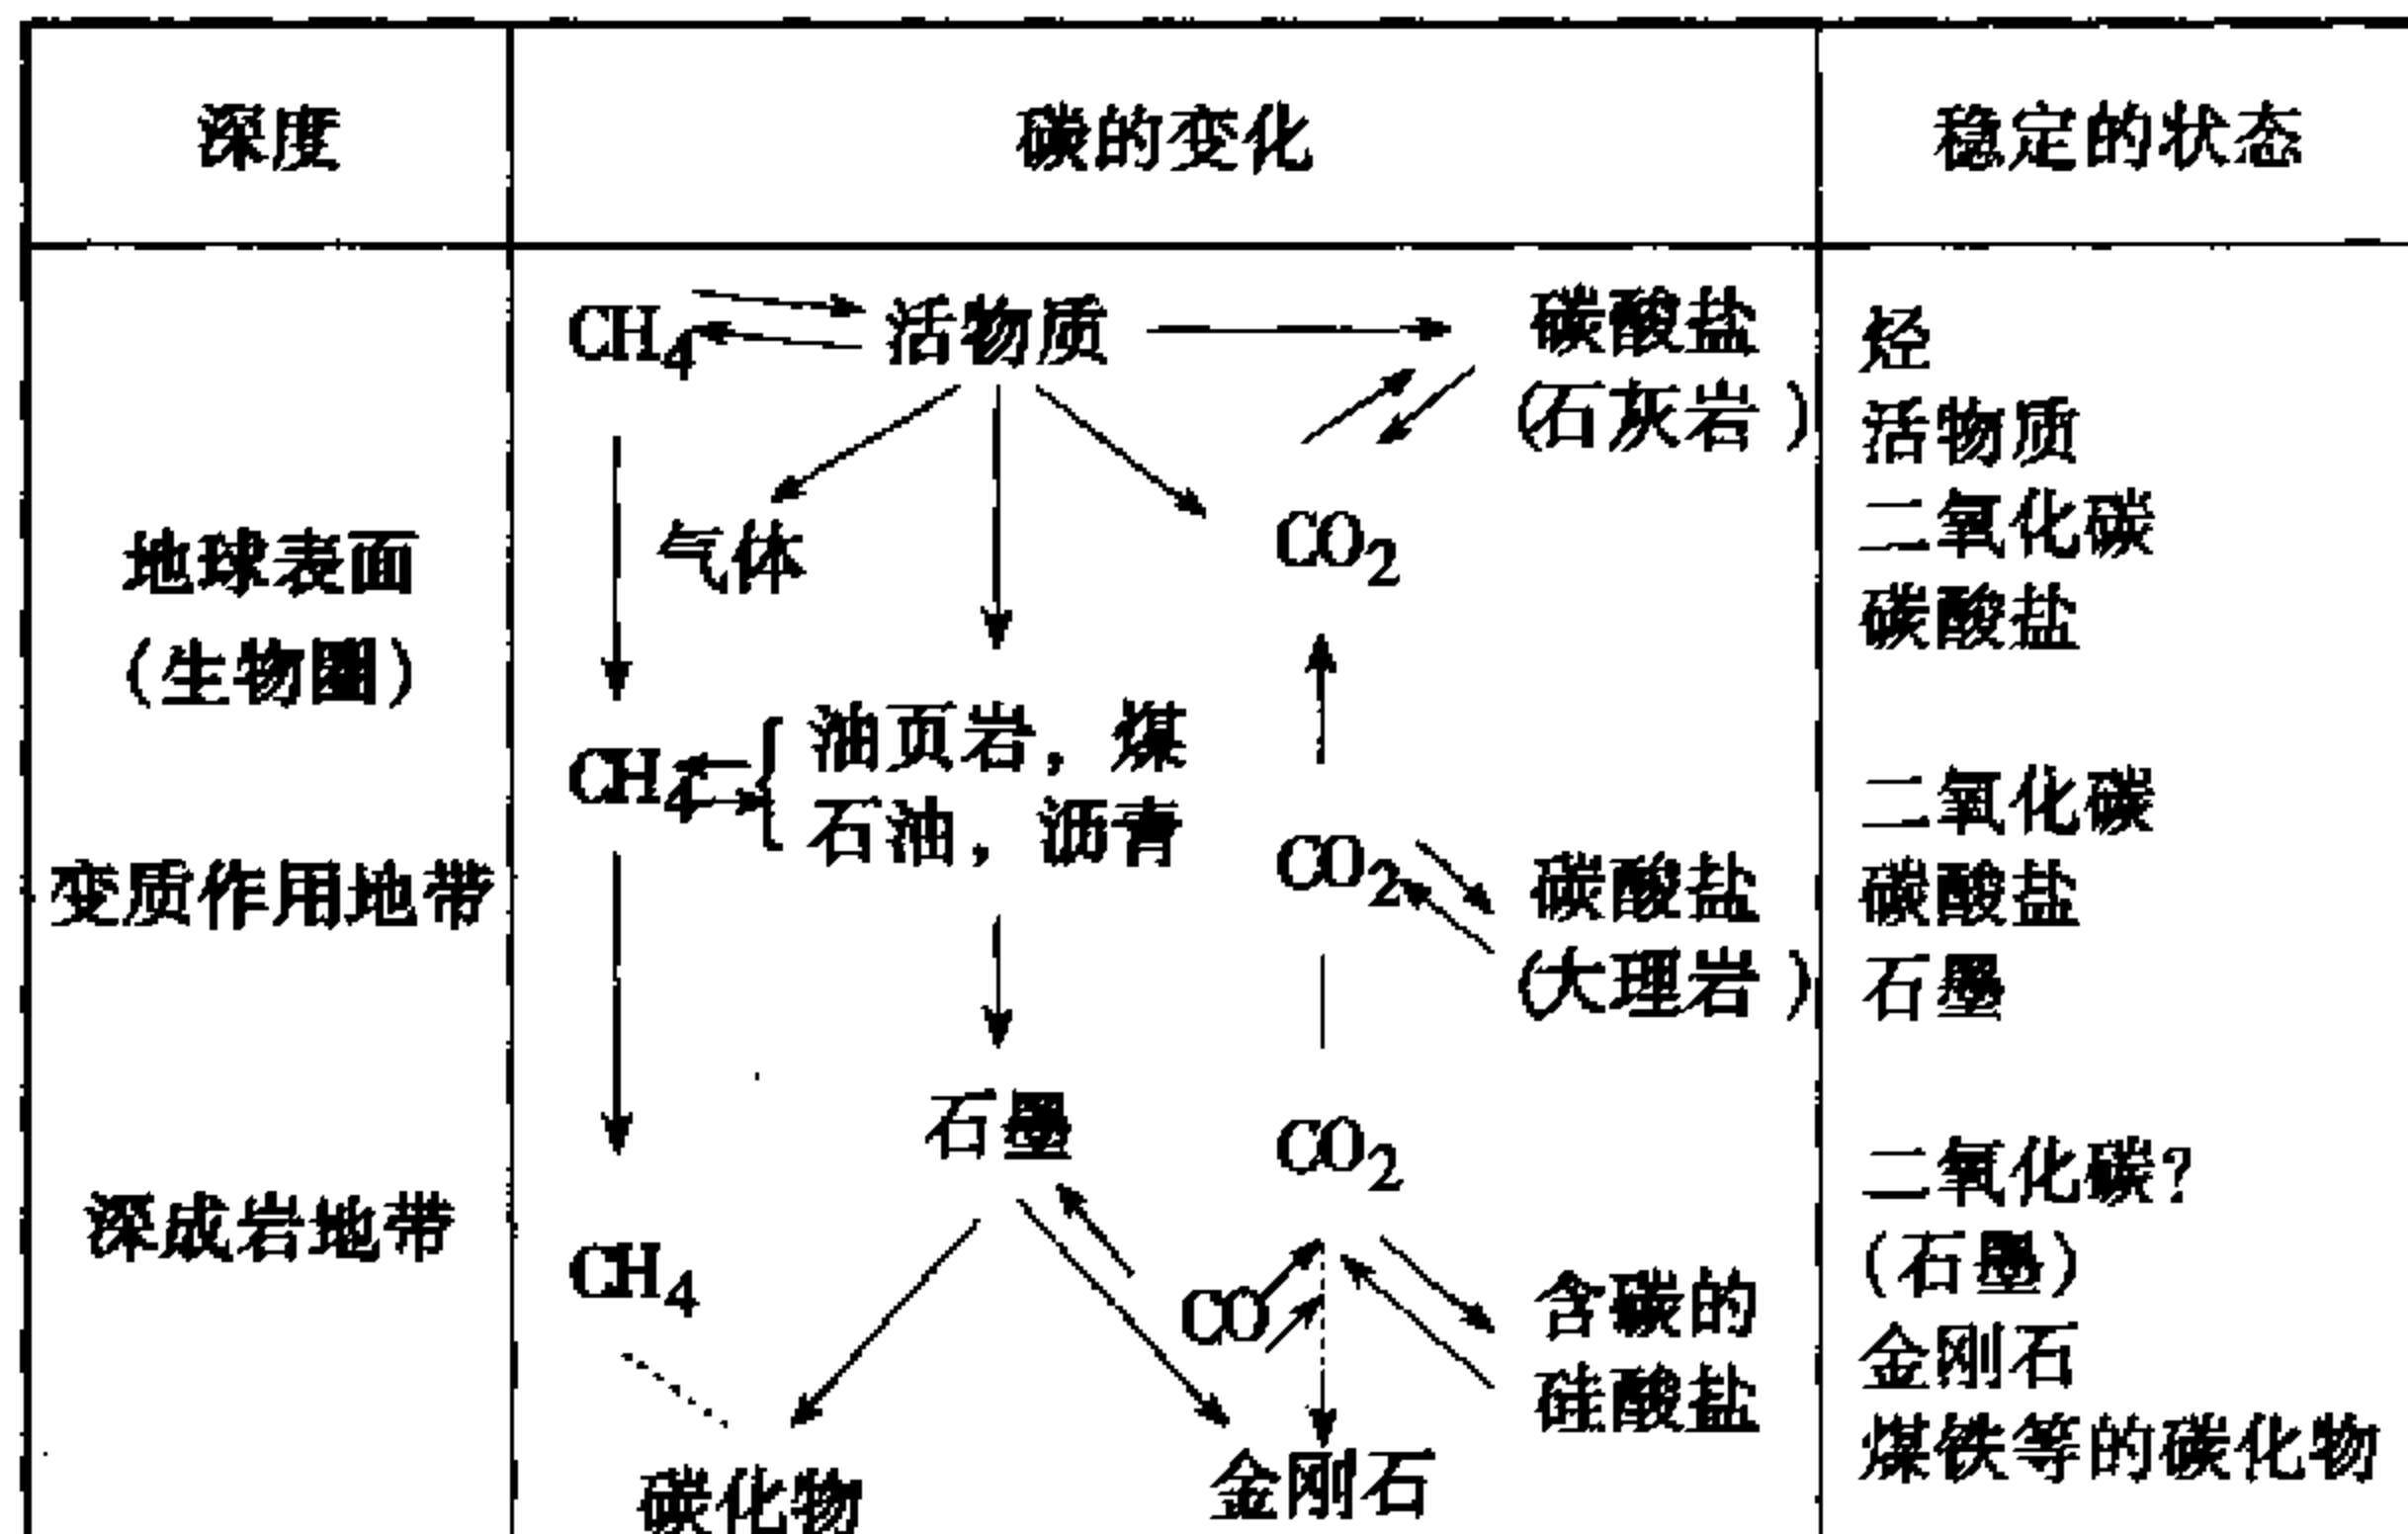 深度 碳的变化 稳定的状态
CH₄ 活物质 碳酸盐 烃
(石灰岩) 活物质
地球表面 气体 CO₂ 二氧化碳
(生物圈) 碳酸盐
CH₄ { 油页岩，煤 二氧化碳
石油，沥青
变质作用地带 CO₂ 碳酸盐 碳酸盐
(大理岩) 石墨
石墨 CO₂ 二氧化碳?
深成岩地带 CH₄ CO 含碳的 (石墨)
硅酸盐 金刚石
碳化物 金刚石 煤铁等的碳化物